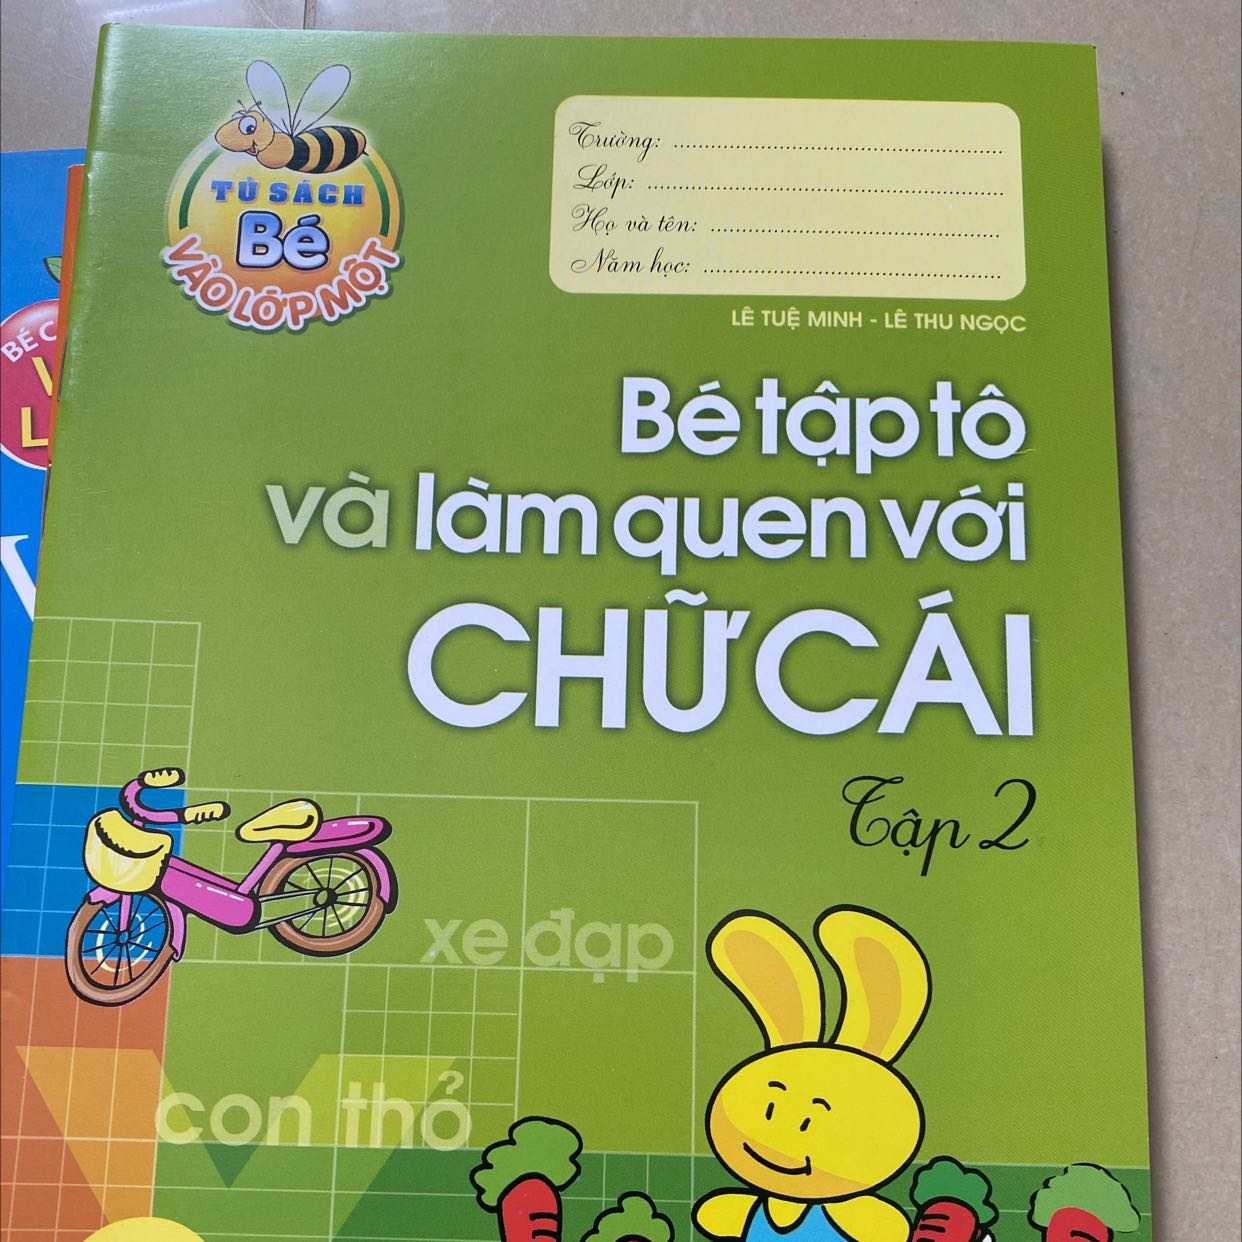 TỦ SÁCH
Bé
VÀO LỚP MỘT
Trường:
Lớp:
Họ và tên:
Năm học:
LÊ TUỆ MINH - LÊ THU NGỌC
Bé tập tô
và làm quen với
CHỮ CÁI
Tập 2
xe đạp
con thỏ
BÉ